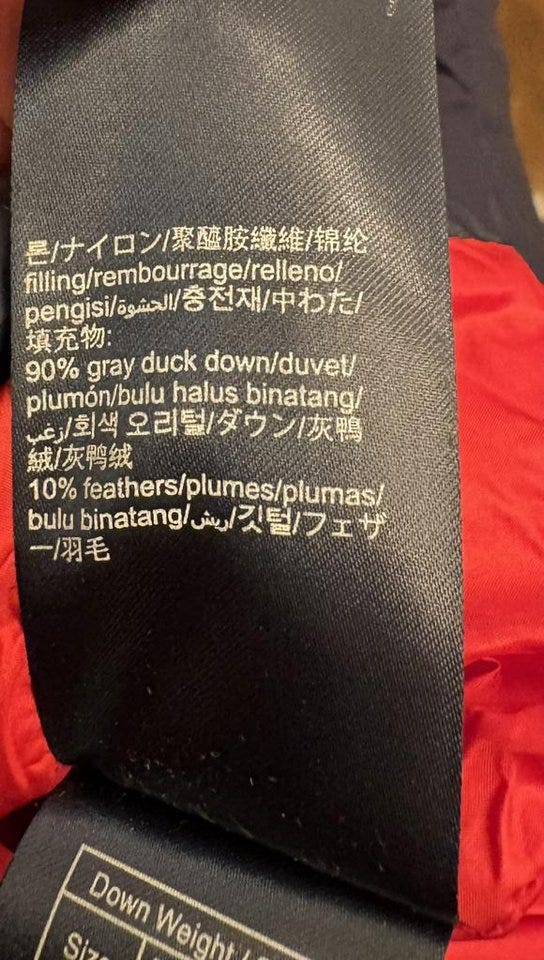 론/ナイロン/聚醯胺纖維/锦纶
filling/rembourrage/relleno/
pengisi/الحشوة/충전재/中わた/
填充物:
90% gray duck down/duvet/
plumón/bulu halus binatang/
زغب/회색 오리털/ダウン/灰鴨
絨/灰鸭绒
10% feathers/plumes/plumas/
bulu binatang/ريش/깃털/フェザ
ー/羽毛
Down Weight /
Size